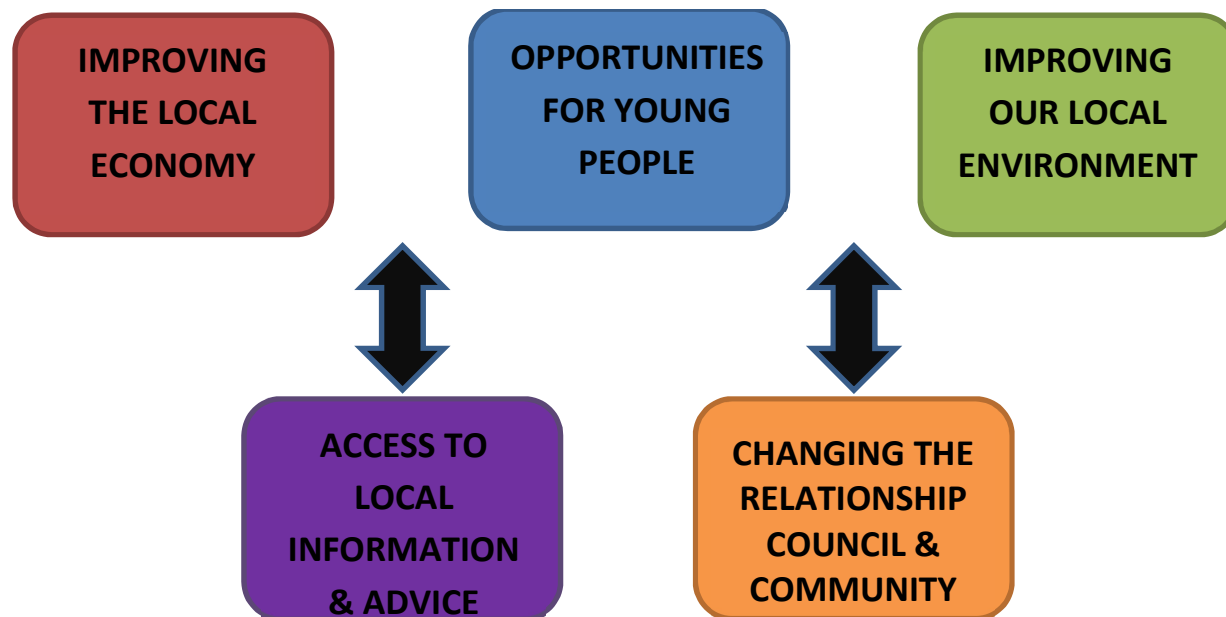 IMPROVING
THE LOCAL
ECONOMY
OPPORTUNITIES
FOR YOUNG
PEOPLE
IMPROVING
OUR LOCAL
ENVIRONMENT
ACCESS TO
LOCAL
INFORMATION
& ADVICE
CHANGING THE
RELATIONSHIP
COUNCIL &
COMMUNITY